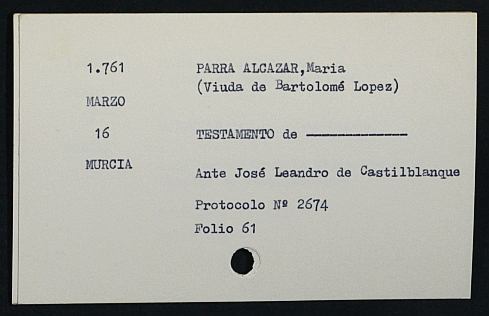 1.761
PARRA ALCAZAR,Maria
(Viuda de Bartolomé Lopez)
MARZO
16
TESTAMENTO de -------------
MURCIA
Ante José Leandro de Castilblanque
Protocolo Nº 2674
Folio 61